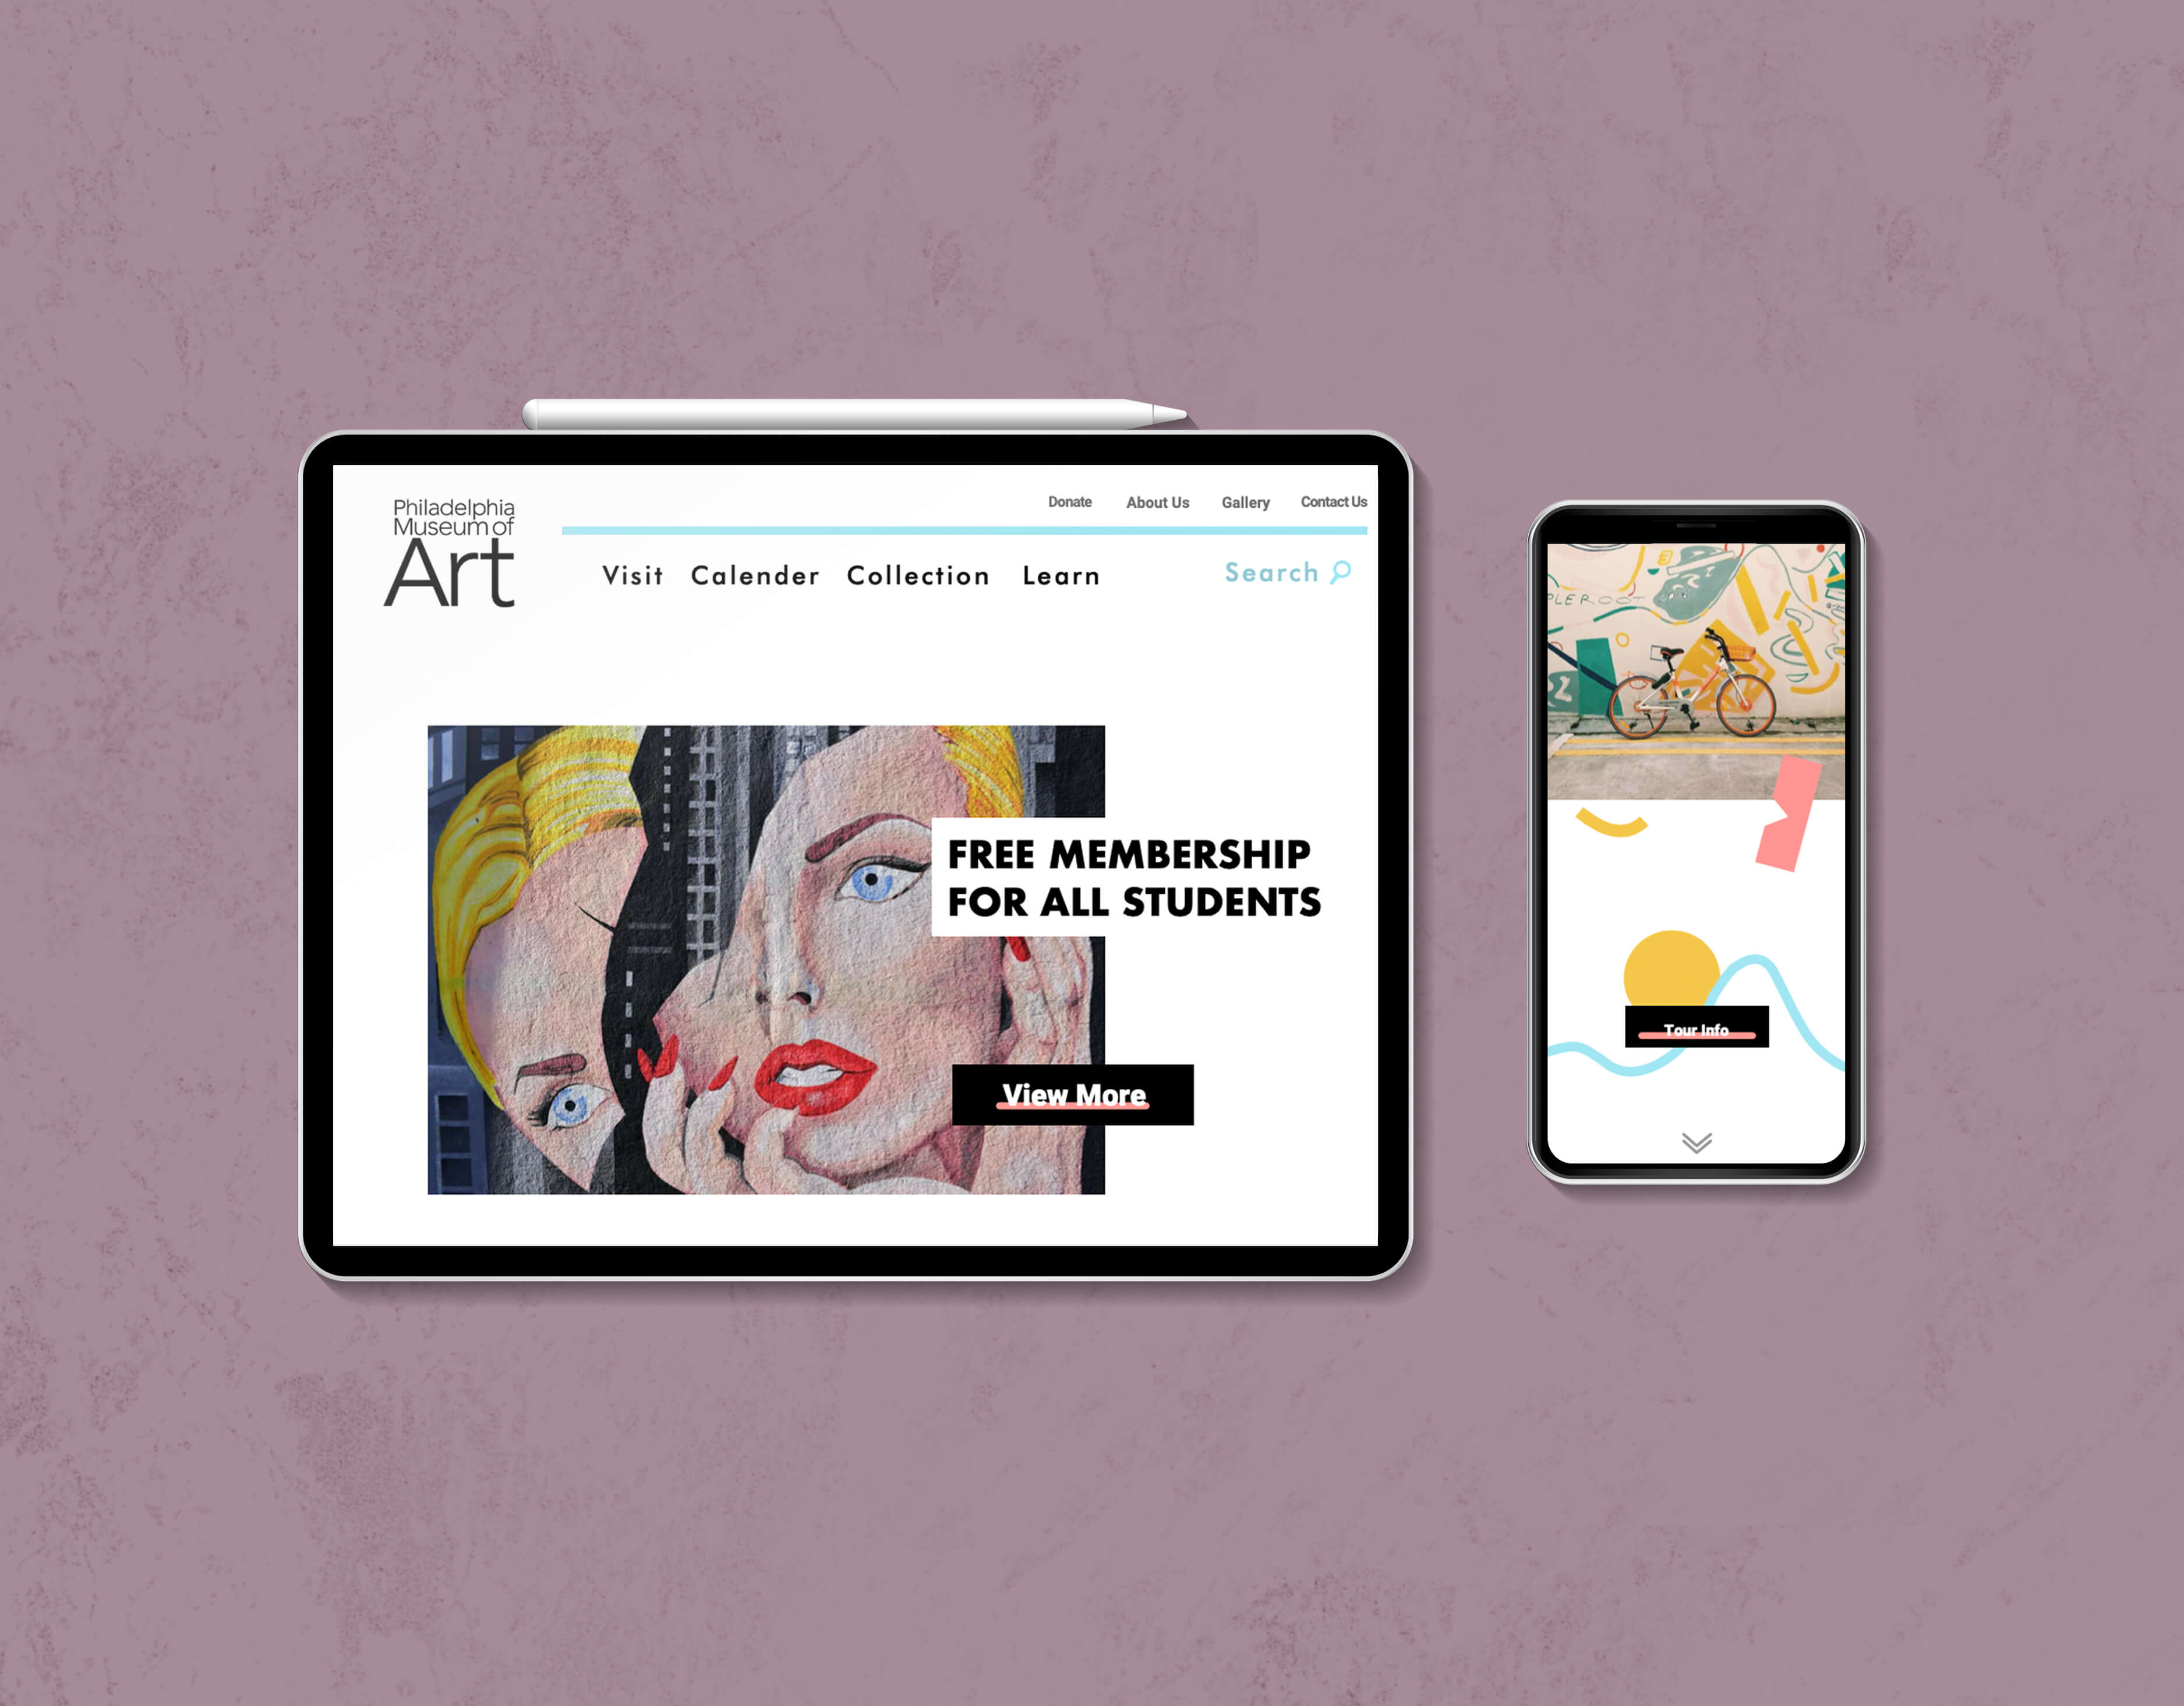 Philadelphia
Museum of
Art
Donate About Us Gallery Contact Us
Visit Calender Collection Learn Search
FREE MEMBERSHIP
FOR ALL STUDENTS
View More
PLEROOT
Tour Info